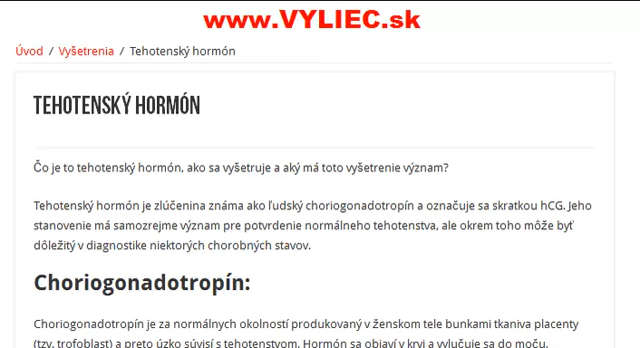 www.VYLIEC.sk
Úvod / Vyšetrenia / Tehotenský hormón
TEHOTENSKÝ HORMÓN
Čo je to tehotenský hormón, ako sa vyšetruje a aký má toto vyšetrenie význam?
Tehotenský hormón je zlúčenina známa ako ľudský choriogonadotropín a označuje sa skratkou hCG. Jeho
stanovenie má samozrejme význam pre potvrdenie normálneho tehotenstva, ale okrem toho môže byť
dôležitý v diagnostike niektorých chorobných stavov.
Choriogonadotropín:
Choriogonadotropín je za normálnych okolností produkovaný v ženskom tele bunkami tkaniva placenty
(tzv. trofoblast) a preto úzko súvisí s tehotenstvom. Hormón sa objaví v krvi a vylučuje sa do moču.